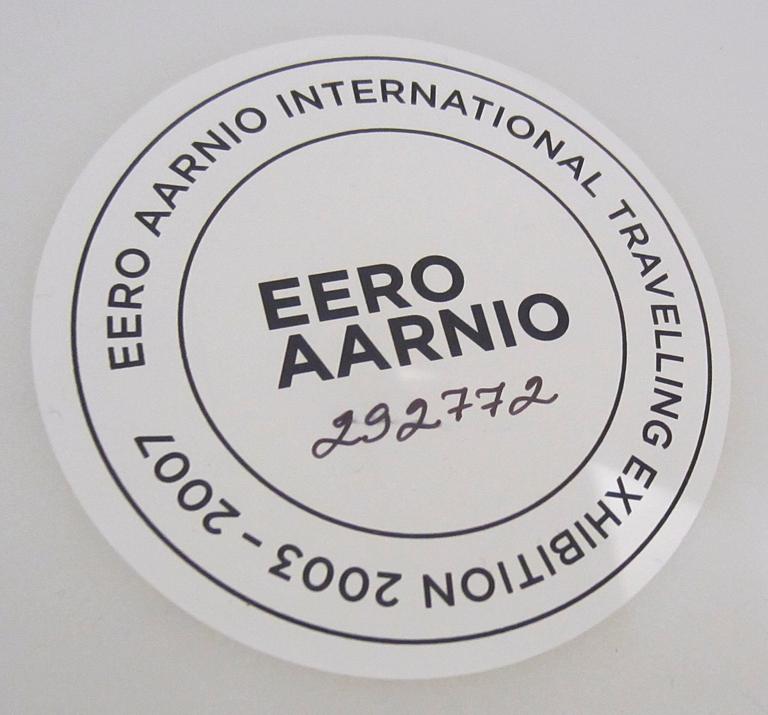 EERO AARNIO INTERNATIONAL TRAVELLING EXHIBITION 2003 - 2007
EERO
AARNIO
292772